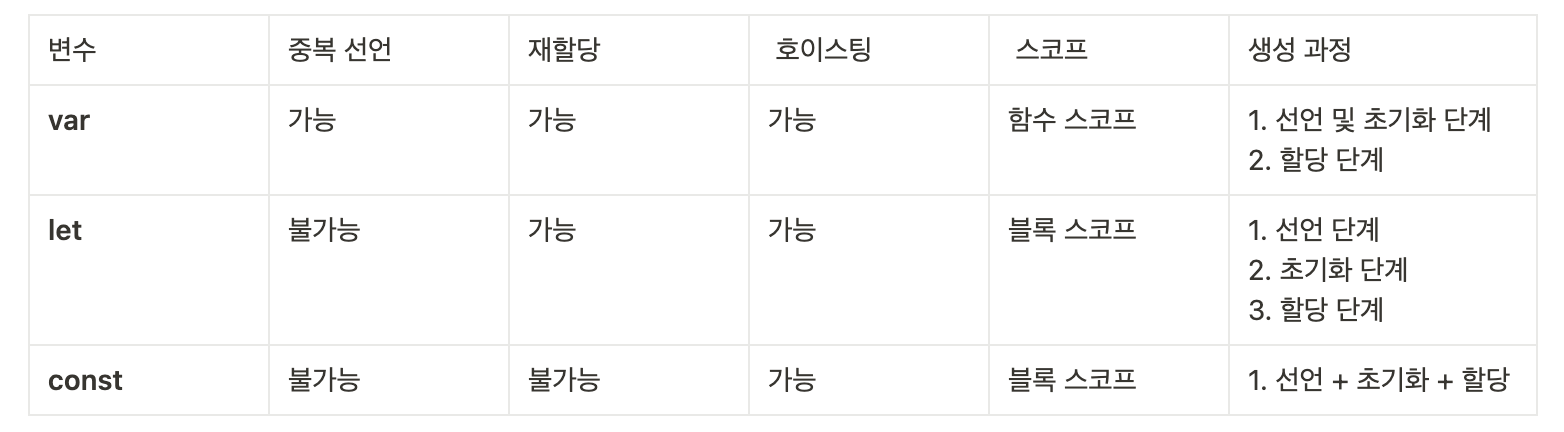 변수 중복 선언 재할당 호이스팅 스코프 생성 과정
var 가능 가능 가능 함수 스코프 1. 선언 및 초기화 단계
2. 할당 단계
let 불가능 가능 가능 블록 스코프 1. 선언 단계
2. 초기화 단계
3. 할당 단계
const 불가능 불가능 가능 블록 스코프 1. 선언 + 초기화 + 할당